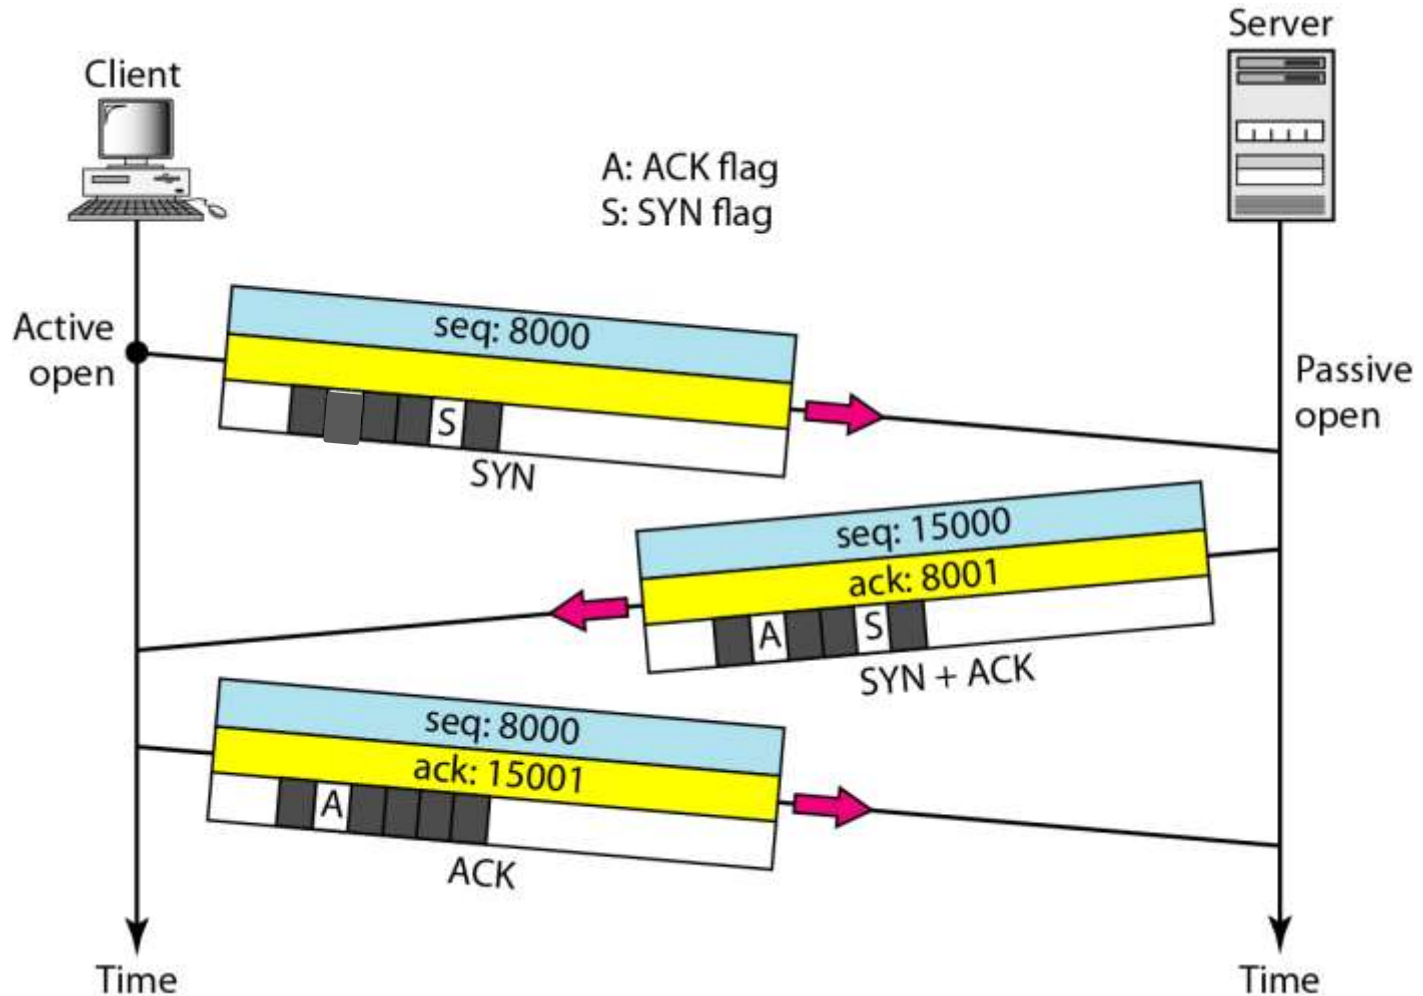 Server
Client
A: ACK flag
S: SYN flag
Active
open
seq: 8000
S
SYN
Passive
open
seq: 15000
ack: 8001
A
S
SYN + ACK
seq: 8000
ack: 15001
A
ACK
Time
Time